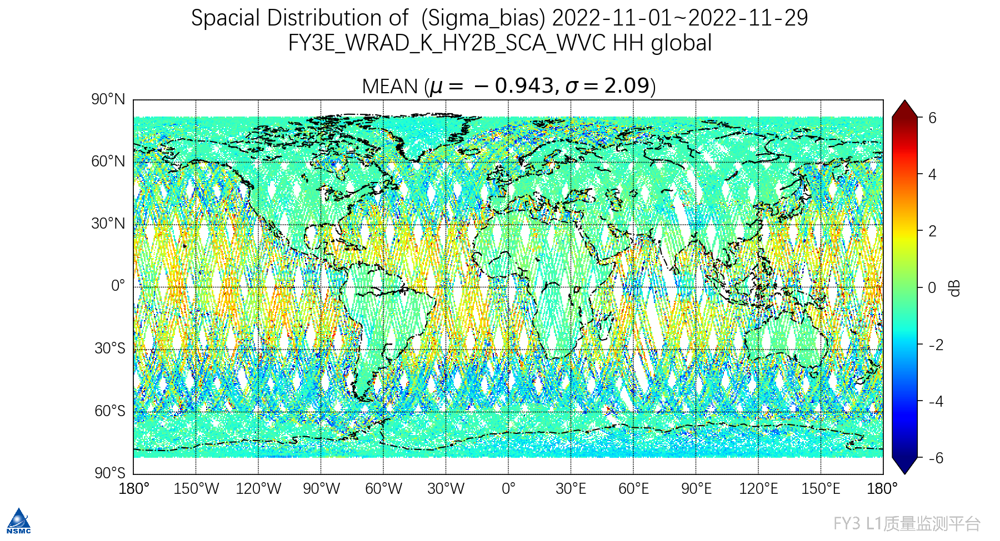 Spacial Distribution of  (Sigma_bias) 2022-11-01~2022-11-29
FY3E_WRAD_K_HY2B_SCA_WVC HH global
MEAN (μ = − 0.943, σ = 2.09)
90°N
60°N
30°N
0°
30°S
60°S
90°S
180° 150°W 120°W 90°W 60°W 30°W 0° 30°E 60°E 90°E 120°E 150°E 180°
6
4
2
0
-2
-4
-6
dB
NSMC
FY3 L1质量监测平台